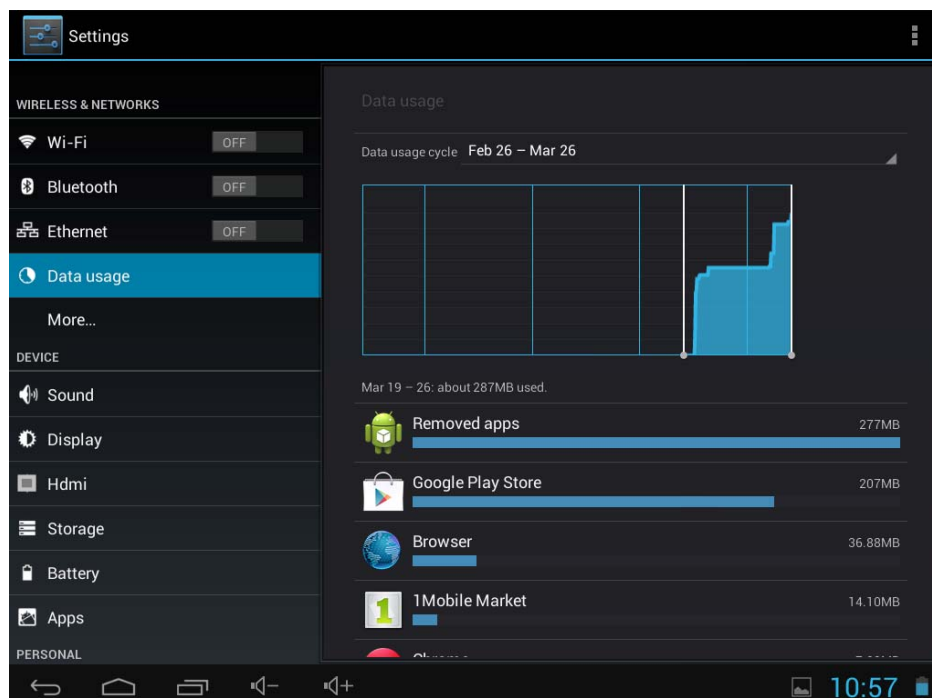 Settings
WIRELESS & NETWORKS
Wi-Fi OFF
Bluetooth OFF
Ethernet OFF
Data usage
More...
DEVICE
Sound
Display
Hdmi
Storage
Battery
Apps
PERSONAL
Data usage
Data usage cycle Feb 26 – Mar 26
Mar 19 – 26: about 287MB used.
Removed apps 277MB
Google Play Store 207MB
Browser 36.88MB
1
1Mobile Market 14.10MB
10:57